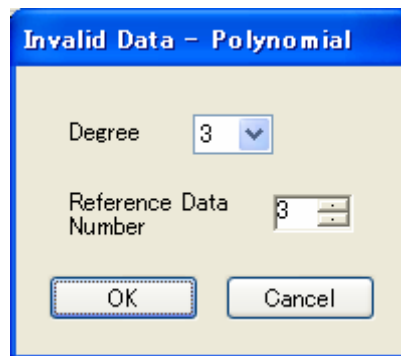 Invalid Data - Polynomial
Degree 3
Reference Data
Number 3
OK Cancel